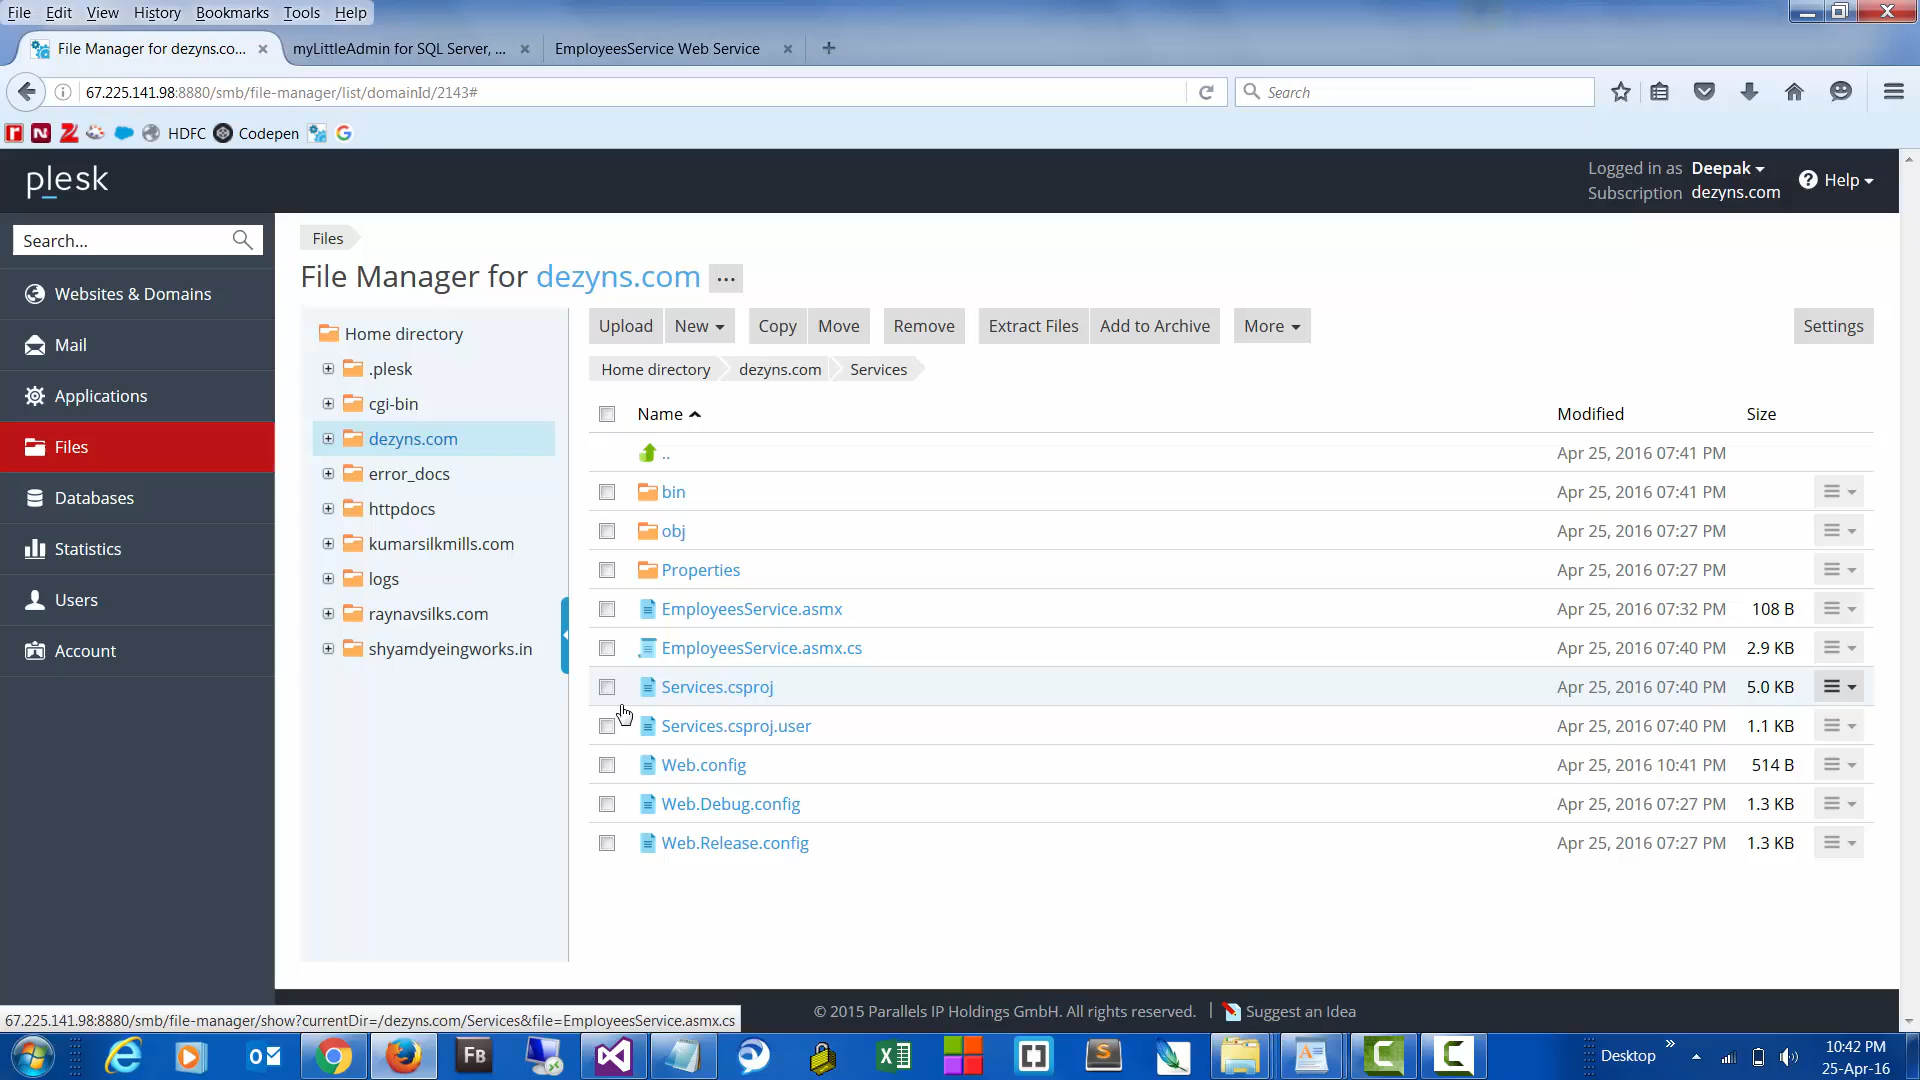 File Edit View History Bookmarks Tools Help
File Manager for dezyns.co... myLittleAdmin for SQL Server, ... EmployeesService Web Service
67.225.141.98:8880/smb/file-manager/list/domainId/2143# Search
HDFC Codepen
plesk
Logged in as Deepak
Subscription dezyns.com
Help
Search...
Websites & Domains
Mail
Applications
Files
Databases
Statistics
Users
Account
Files
File Manager for dezyns.com ...
Home directory
.plesk
cgi-bin
dezyns.com
error_docs
httpdocs
kumarsilkmills.com
logs
raynavsilks.com
shyamdyeingworks.in
Upload New Copy Move Remove Extract Files Add to Archive More Settings
Home directory dezyns.com Services
Name Modified Size
.. Apr 25, 2016 07:41 PM
bin Apr 25, 2016 07:41 PM
obj Apr 25, 2016 07:27 PM
Properties Apr 25, 2016 07:27 PM
EmployeesService.asmx Apr 25, 2016 07:32 PM 108 B
EmployeesService.asmx.cs Apr 25, 2016 07:40 PM 2.9 KB
Services.csproj Apr 25, 2016 07:40 PM 5.0 KB
Services.csproj.user Apr 25, 2016 07:40 PM 1.1 KB
Web.config Apr 25, 2016 10:41 PM 514 B
Web.Debug.config Apr 25, 2016 07:27 PM 1.3 KB
Web.Release.config Apr 25, 2016 07:27 PM 1.3 KB
© 2015 Parallels IP Holdings GmbH. All rights reserved. Suggest an Idea
67.225.141.98:8880/smb/file-manager/show?currentDir=/dezyns.com/Services&file=EmployeesService.asmx.cs
Fb
Desktop »
10:42 PM
25-Apr-16